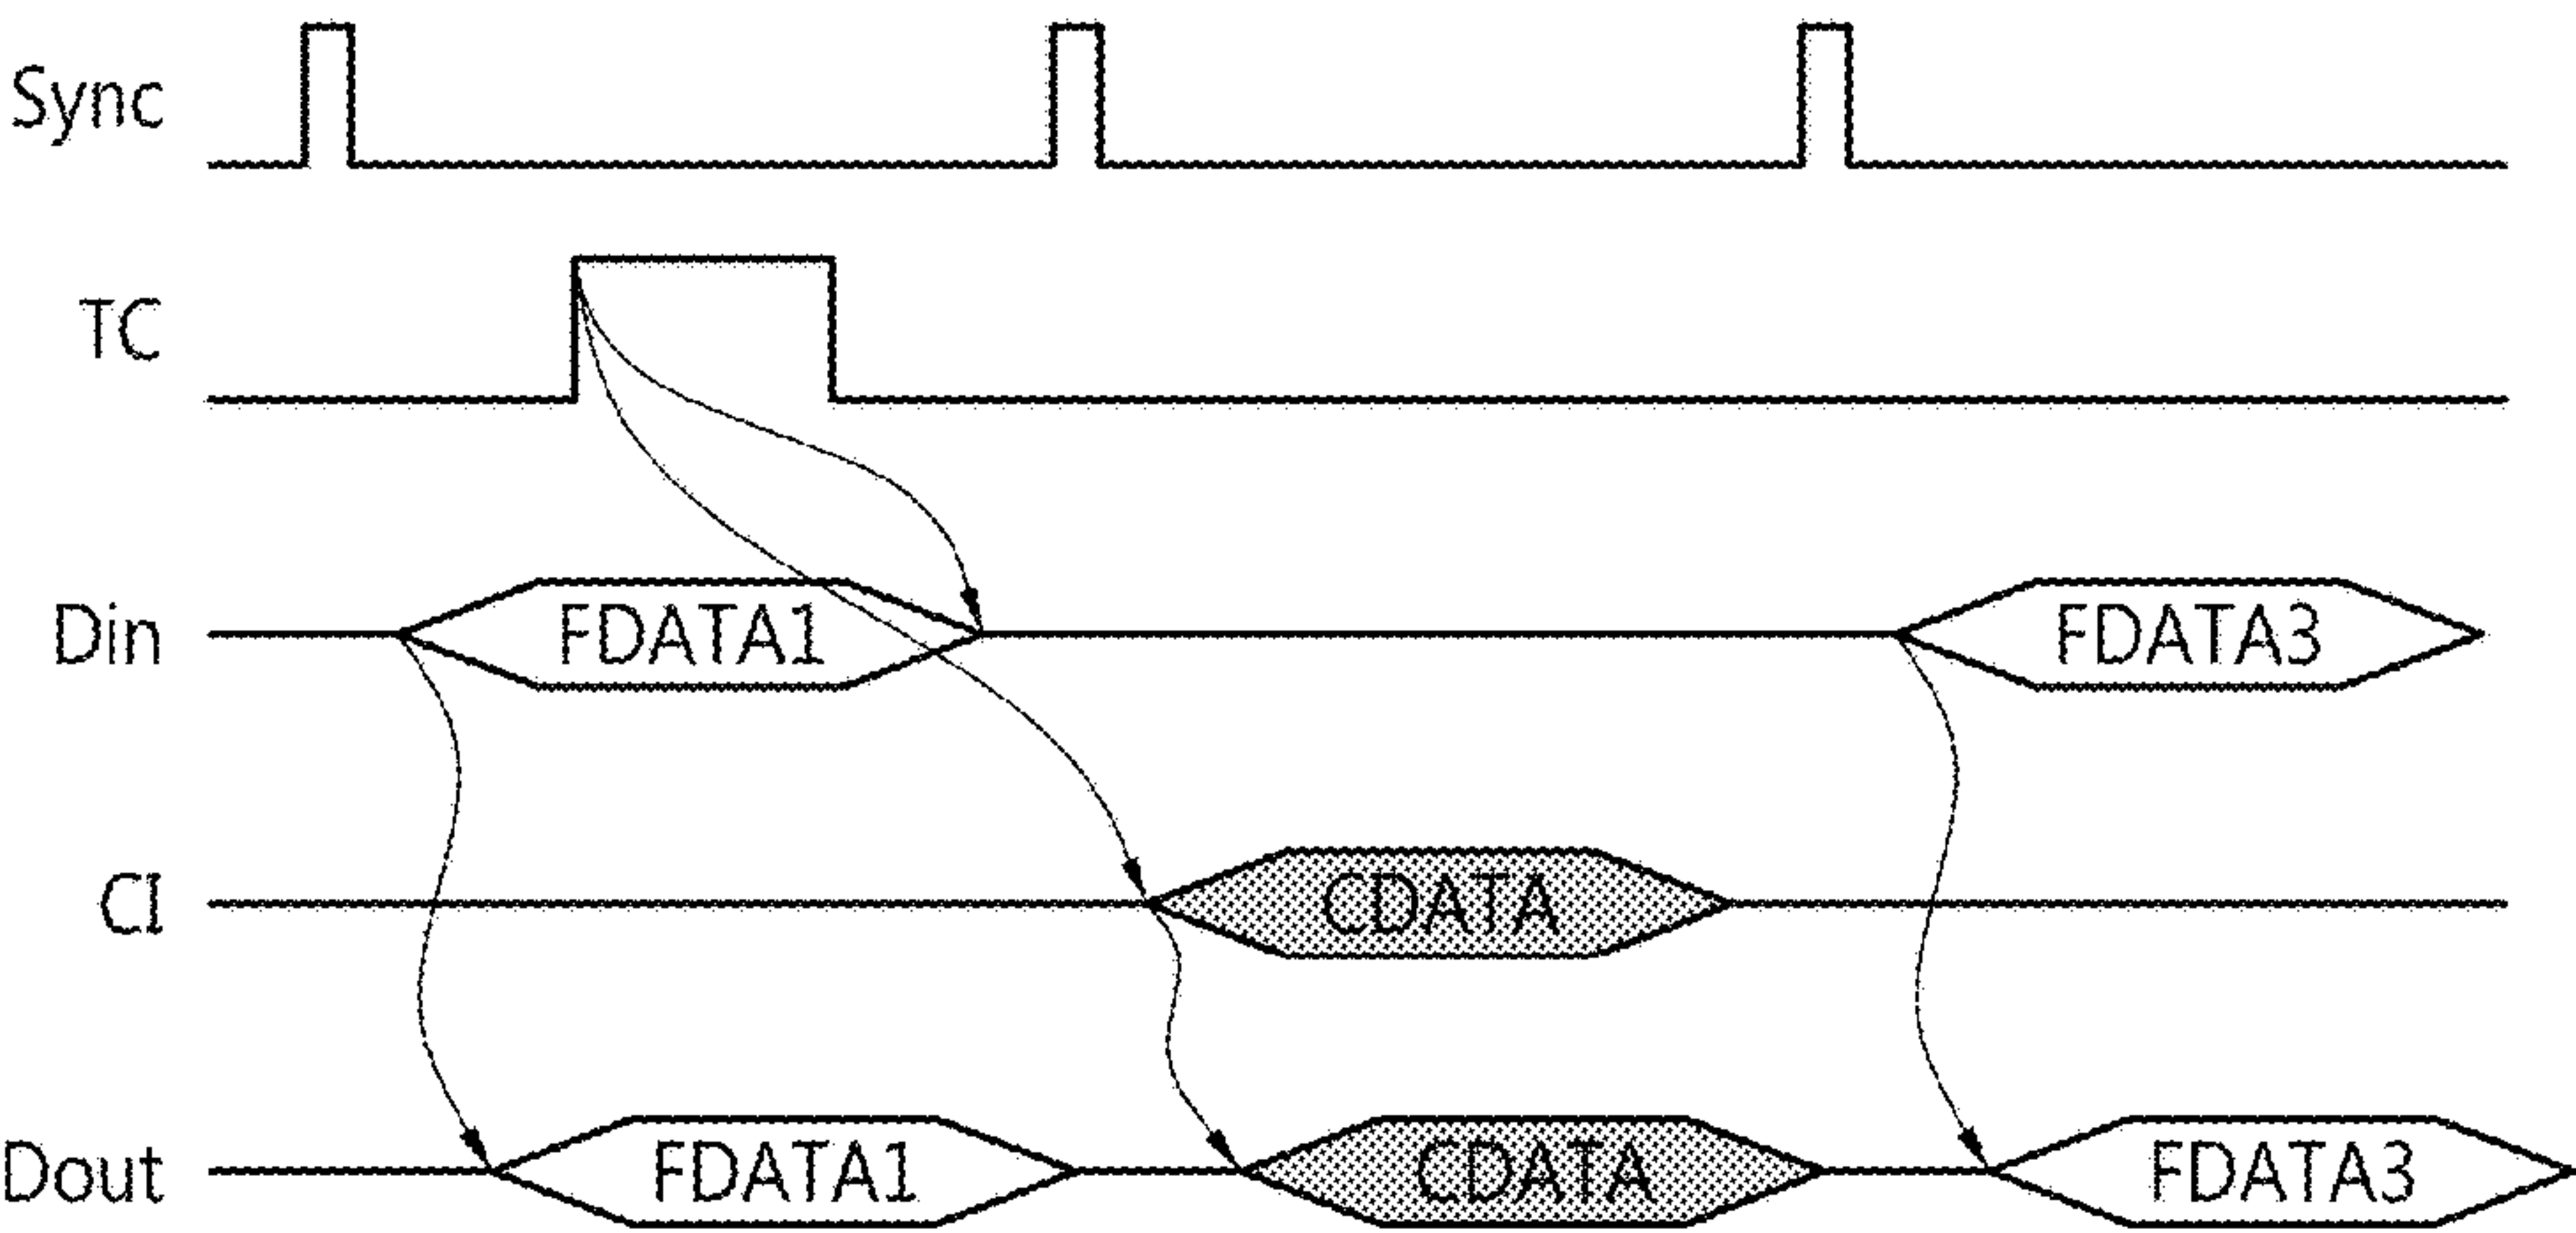 Sync
TC
Din FDATA1 FDATA3
CI CDATA
Dout FDATA1 CDATA FDATA3